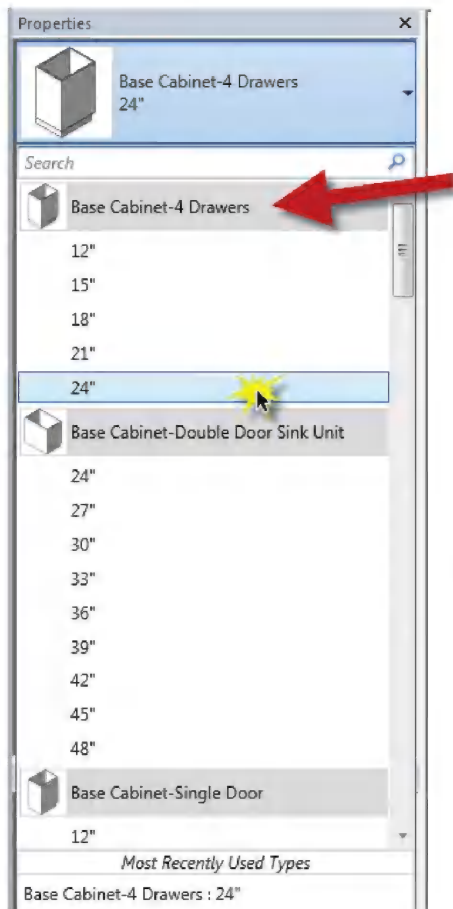 Properties
Base Cabinet-4 Drawers
24"
Search
Base Cabinet-4 Drawers
12"
15"
18"
21"
24"
Base Cabinet-Double Door Sink Unit
24"
27"
30"
33"
36"
39"
42"
45"
48"
Base Cabinet-Single Door
12"
Most Recently Used Types
Base Cabinet-4 Drawers : 24"